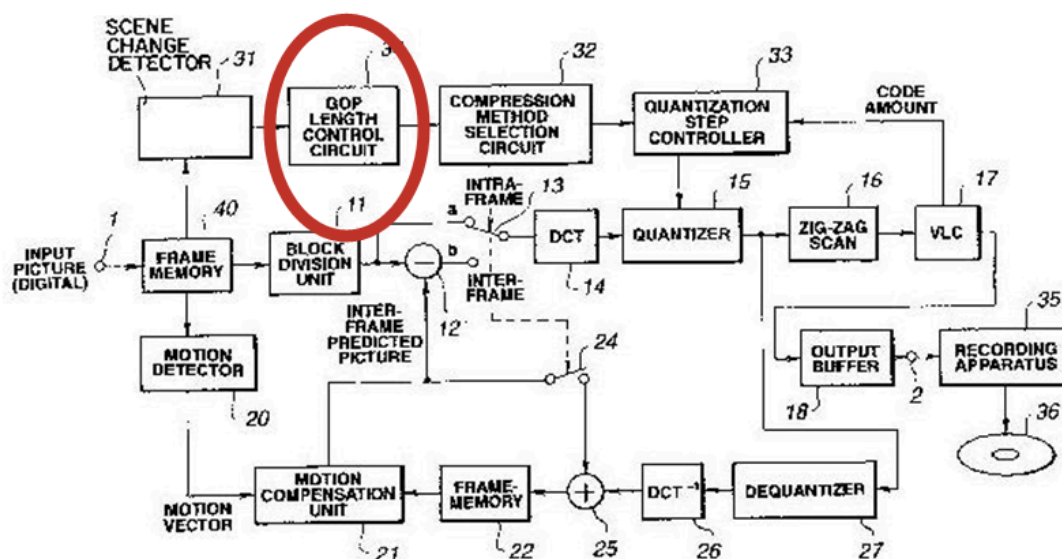 SCENE
CHANGE
DETECTOR
31
GOP
LENGTH
CONTROL
CIRCUIT
32
COMPRESSION
METHOD
SELECTION
CIRCUIT
33
QUANTIZATION
STEP
CONTROLLER
CODE
AMOUNT
1
INPUT
PICTURE
(DIGITAL)
40
FRAME
MEMORY
11
BLOCK
DIVISION
UNIT
12
a
b
INTRA-
FRAME
13
INTER-
FRAME
DCT
14
15
QUANTIZER
16
ZIG-ZAG
SCAN
17
VLC
INTER-
FRAME
PREDICTED
PICTURE
MOTION
DETECTOR
20
24
OUTPUT
BUFFER
18
2
35
RECORDING
APPARATUS
36
MOTION
VECTOR
MOTION
COMPENSATION
UNIT
21
FRAME-
MEMORY
22
+
25
DCT⁻¹
26
DEQUANTIZER
27